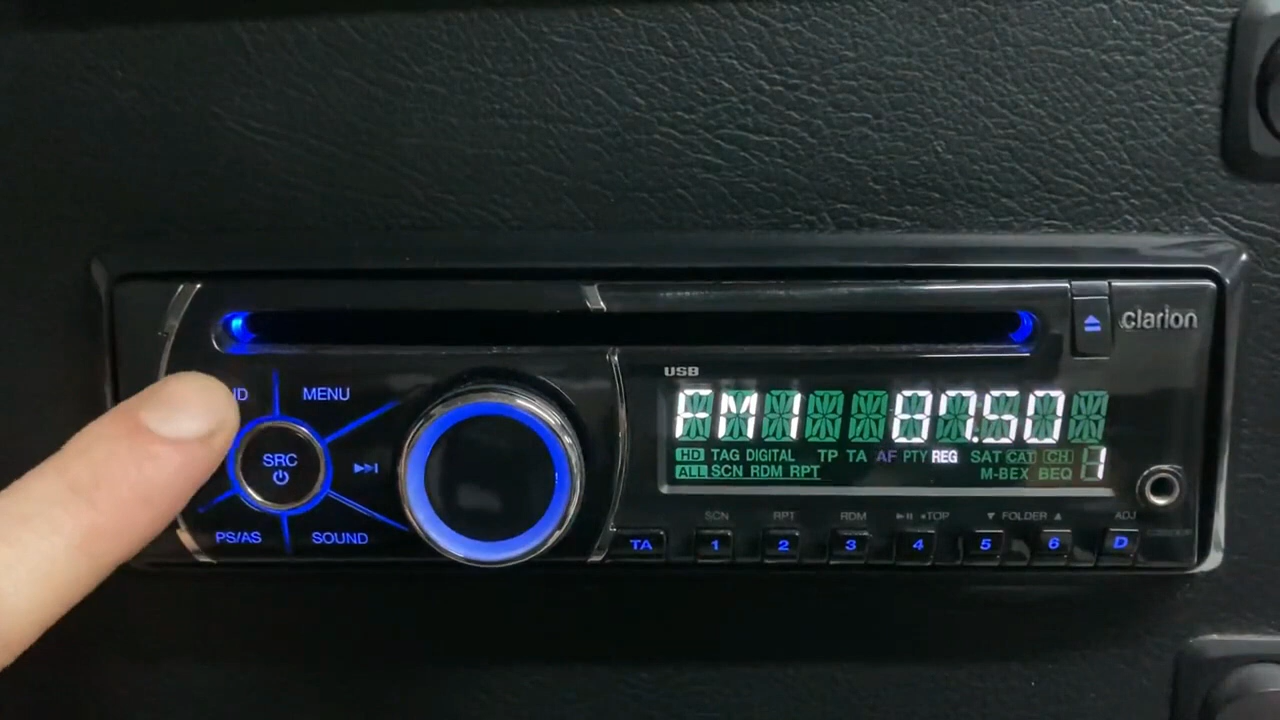 clarion
USB
FM1 87.50
HD TAG DIGITAL TP TA AF PTY REG SAT CAT CH 1
ALL SCN RDM RPT M-BEX BEQ
MENU
SRC
PS/AS SOUND
SCN RPT RDM TOP FOLDER ADJ
TA 1 2 3 4 5 6 D